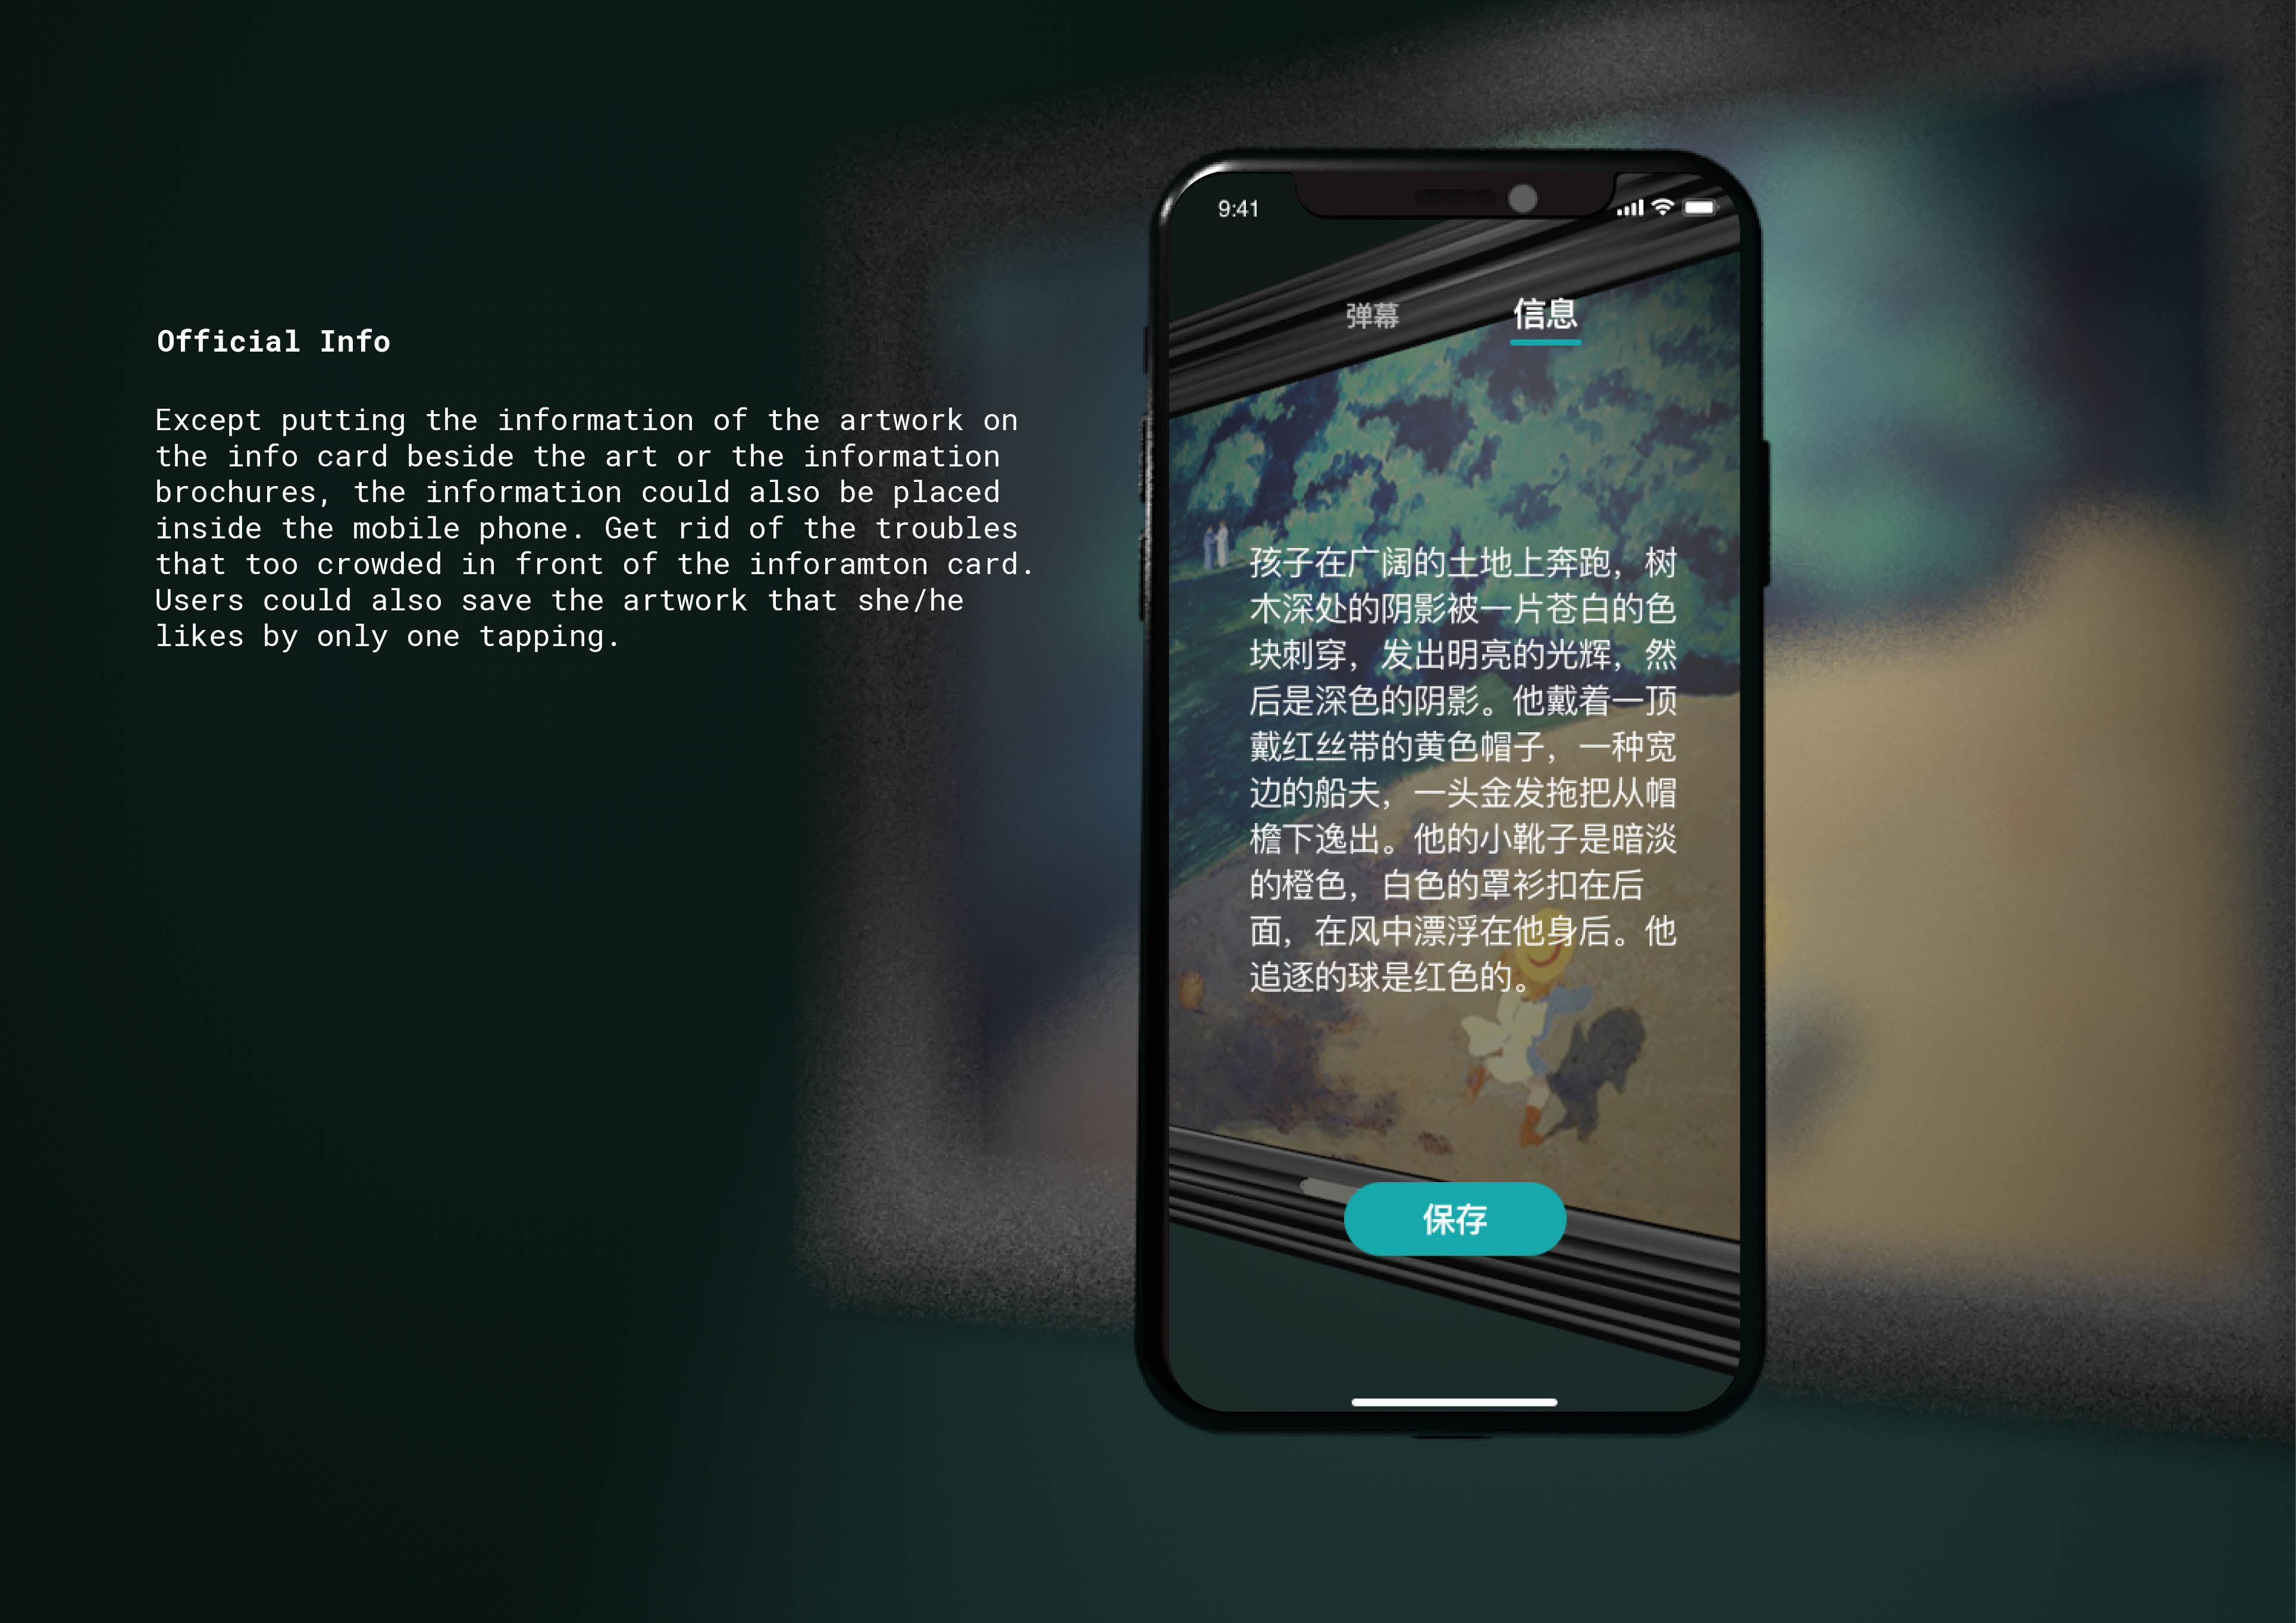 Official Info
Except putting the information of the artwork on
the info card beside the art or the information
brochures, the information could also be placed
inside the mobile phone. Get rid of the troubles
that too crowded in front of the inforamton card.
Users could also save the artwork that she/he
likes by only one tapping.
9:41
弹幕 信息
孩子在广阔的土地上奔跑，树
木深处的阴影被一片苍白的色
块刺穿，发出明亮的光辉，然
后是深色的阴影。他戴着一顶
戴红丝带的黄色帽子，一种宽
边的船夫，一头金发拖把从帽
檐下逸出。他的小靴子是暗淡
的橙色，白色的罩衫扣在后
面，在风中漂浮在他身后。他
追逐的球是红色的。
保存